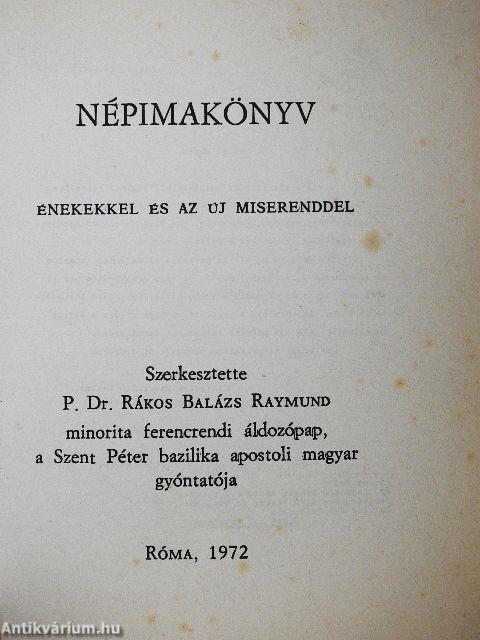 NÉPIMAKÖNYV
ÉNEKEKKEL ÉS AZ ÚJ MISERENDDEL
Szerkesztette
P. Dr. RÁKOS BALÁZS RAYMUND
minorita ferencrendi áldozópap,
a Szent Péter bazilika apostoli magyar
gyóntatója
RÓMA, 1972
Antikvárium.hu